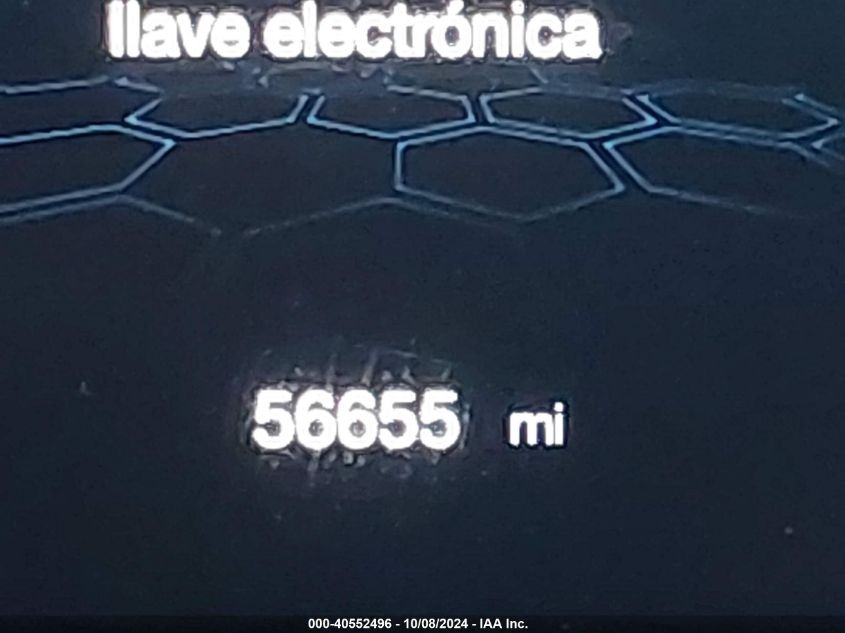 llave electrónica
56655 mi
000-40552496 - 10/08/2024 - IAA Inc.